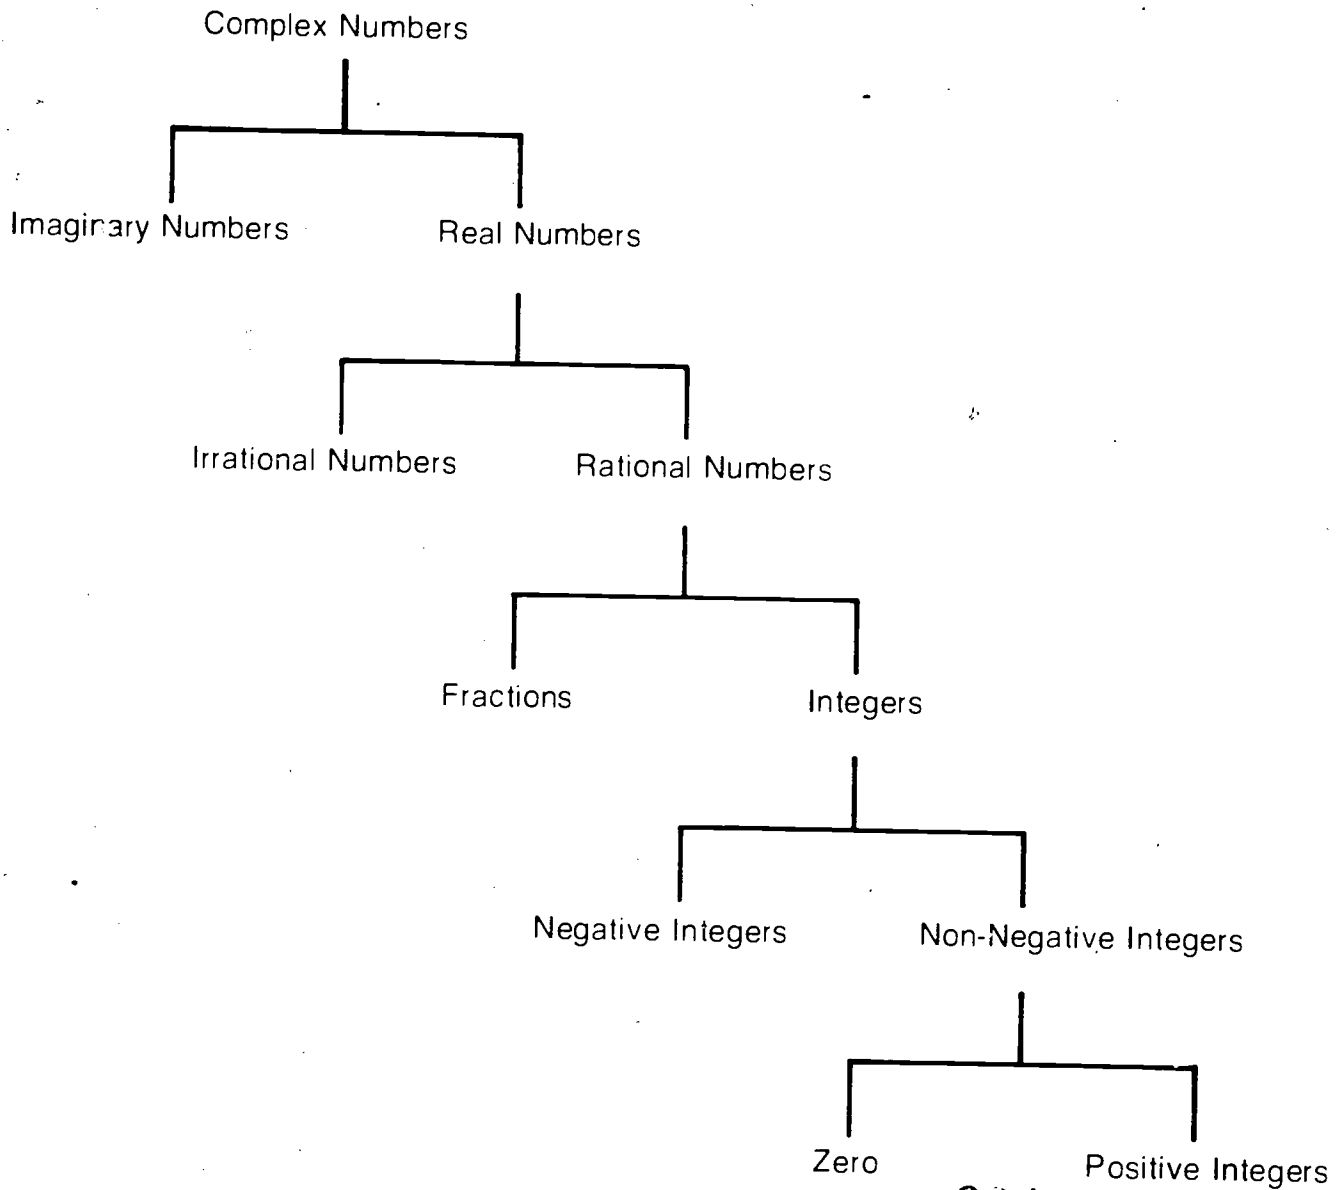 Complex Numbers
Imaginary Numbers
Real Numbers
Irrational Numbers
Rational Numbers
Fractions
Integers
Negative Integers
Non-Negative Integers
Zero
Positive Integers